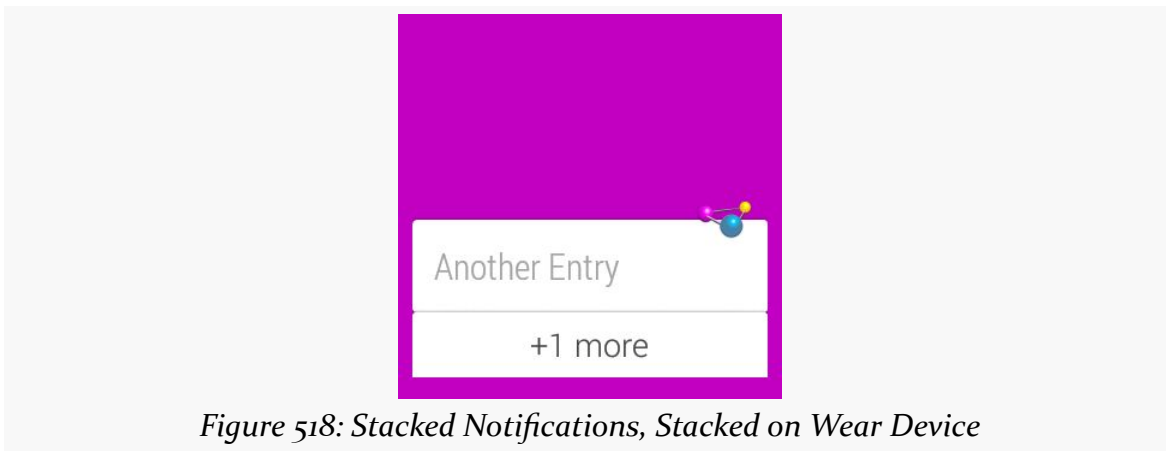 Another Entry
+1 more
Figure 518: Stacked Notifications, Stacked on Wear Device